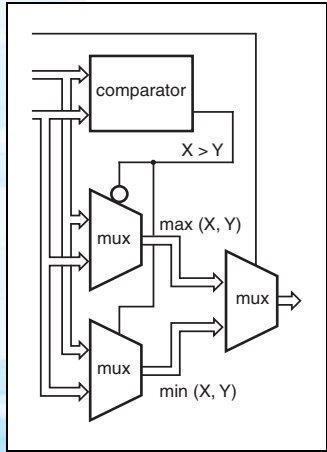 comparator
X > Y
mux
max (X, Y)
mux
mux
min (X, Y)